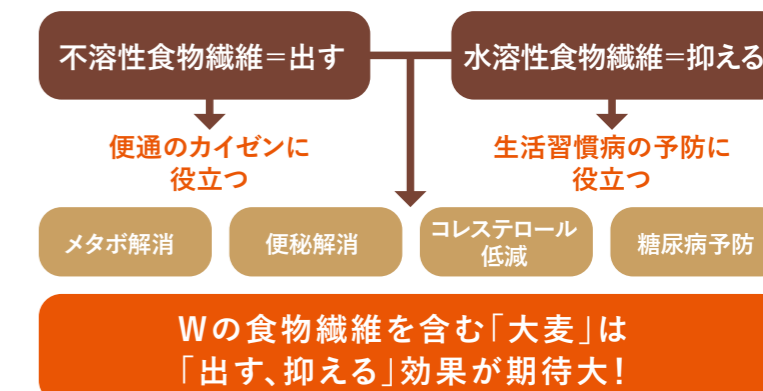 不溶性食物繊維=出す
水溶性食物繊維=抑える
便通のカイゼンに
役立つ
生活習慣病の予防に
役立つ
メタボ解消
便秘解消
コレステロール
低減
糖尿病予防
Wの食物繊維を含む「大麦」は
「出す、抑える」効果が期待大!